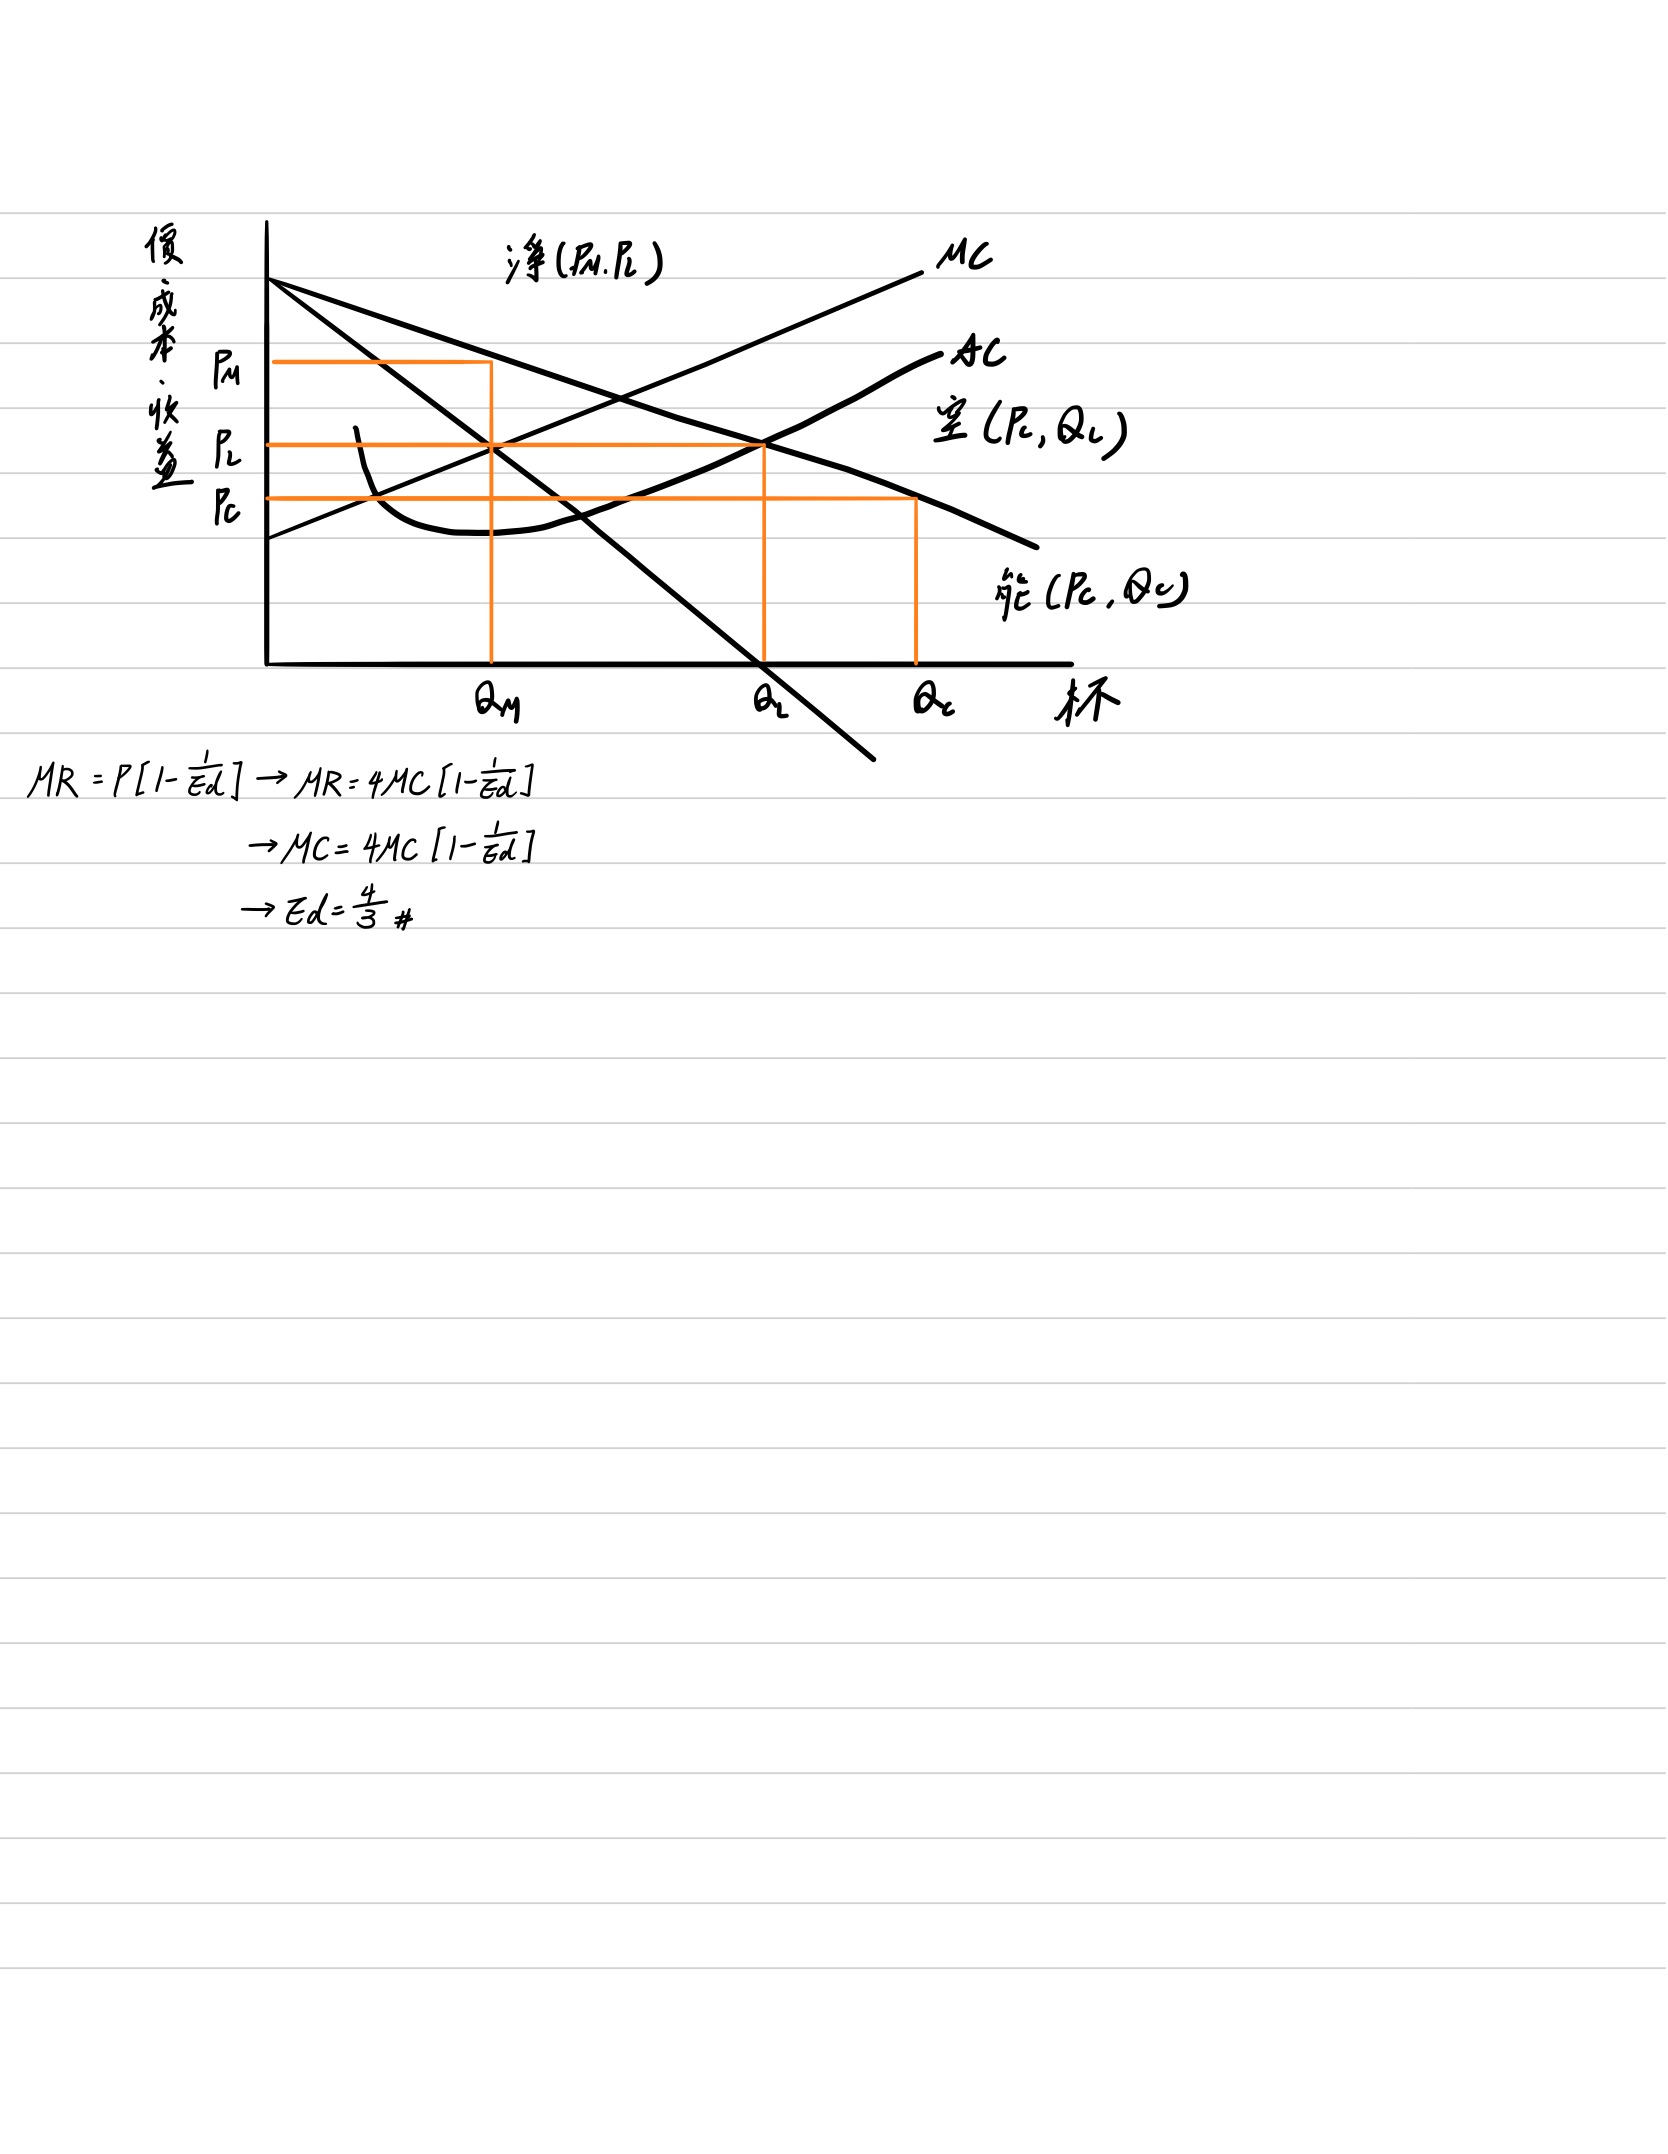 價.成本.收益
淨(PM.PL)
MC
AC
PM
空(PL,QL)
PL
PC
能(PC,QC)
QM QL QC 杯
MR=P[1-1/Ed]→MR=4MC[1-1/Ed]
→MC=4MC[1-1/Ed]
→Ed=4/3 #